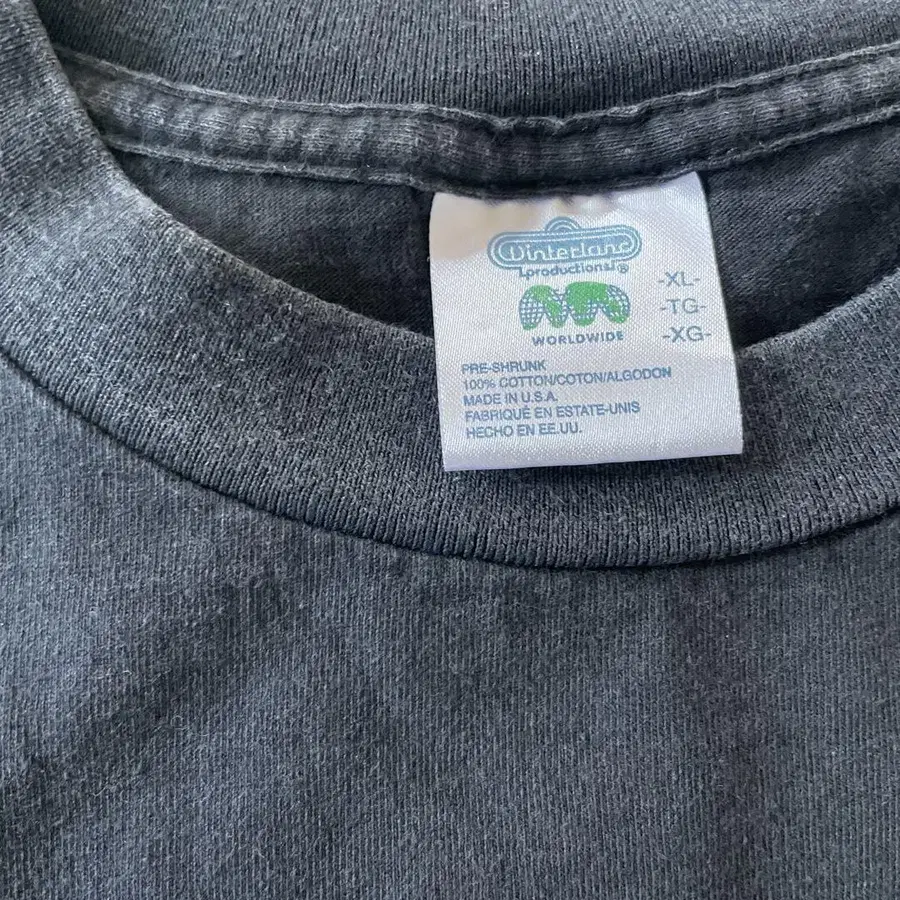 Winterland
productions®
WORLDWIDE
-XL-
-TG-
-XG-
PRE-SHRUNK
100% COTTON/COTON/ALGODON
MADE IN U.S.A.
FABRIQUÉ EN ESTATE-UNIS
HECHO EN EE.UU.